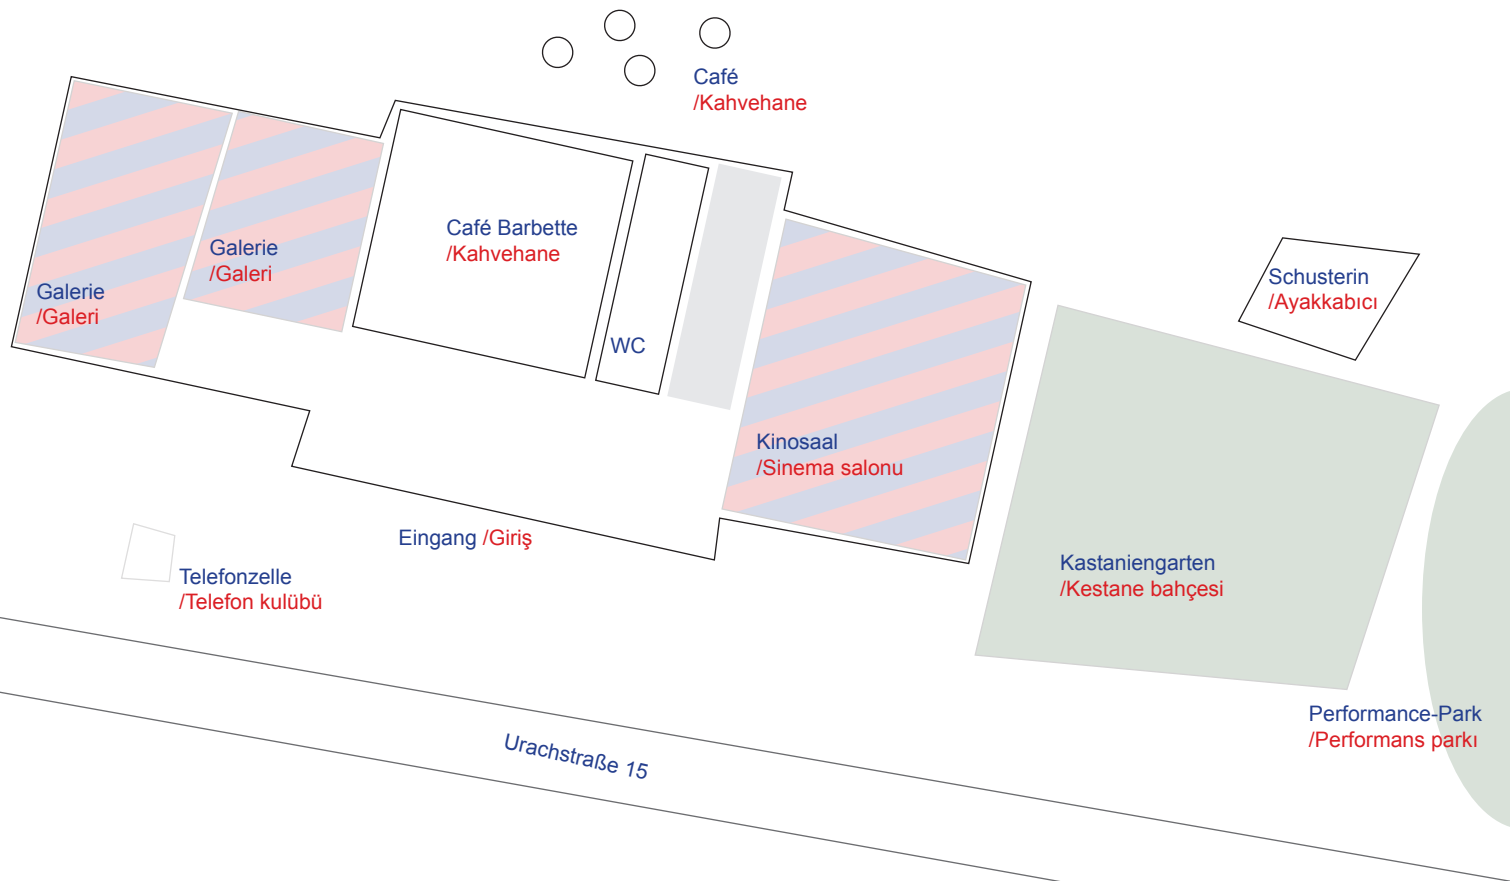 Café
/Kahvehane
Café Barbette
/Kahvehane
Galerie
/Galeri
Galerie
/Galeri
WC
Schusterin
/Ayakkabıcı
Kinosaal
/Sinema salonu
Eingang /Giriş
Telefonzelle
/Telefon kulübü
Kastaniengarten
/Kestane bahçesi
Performance-Park
/Performans parkı
Urachstraße 15